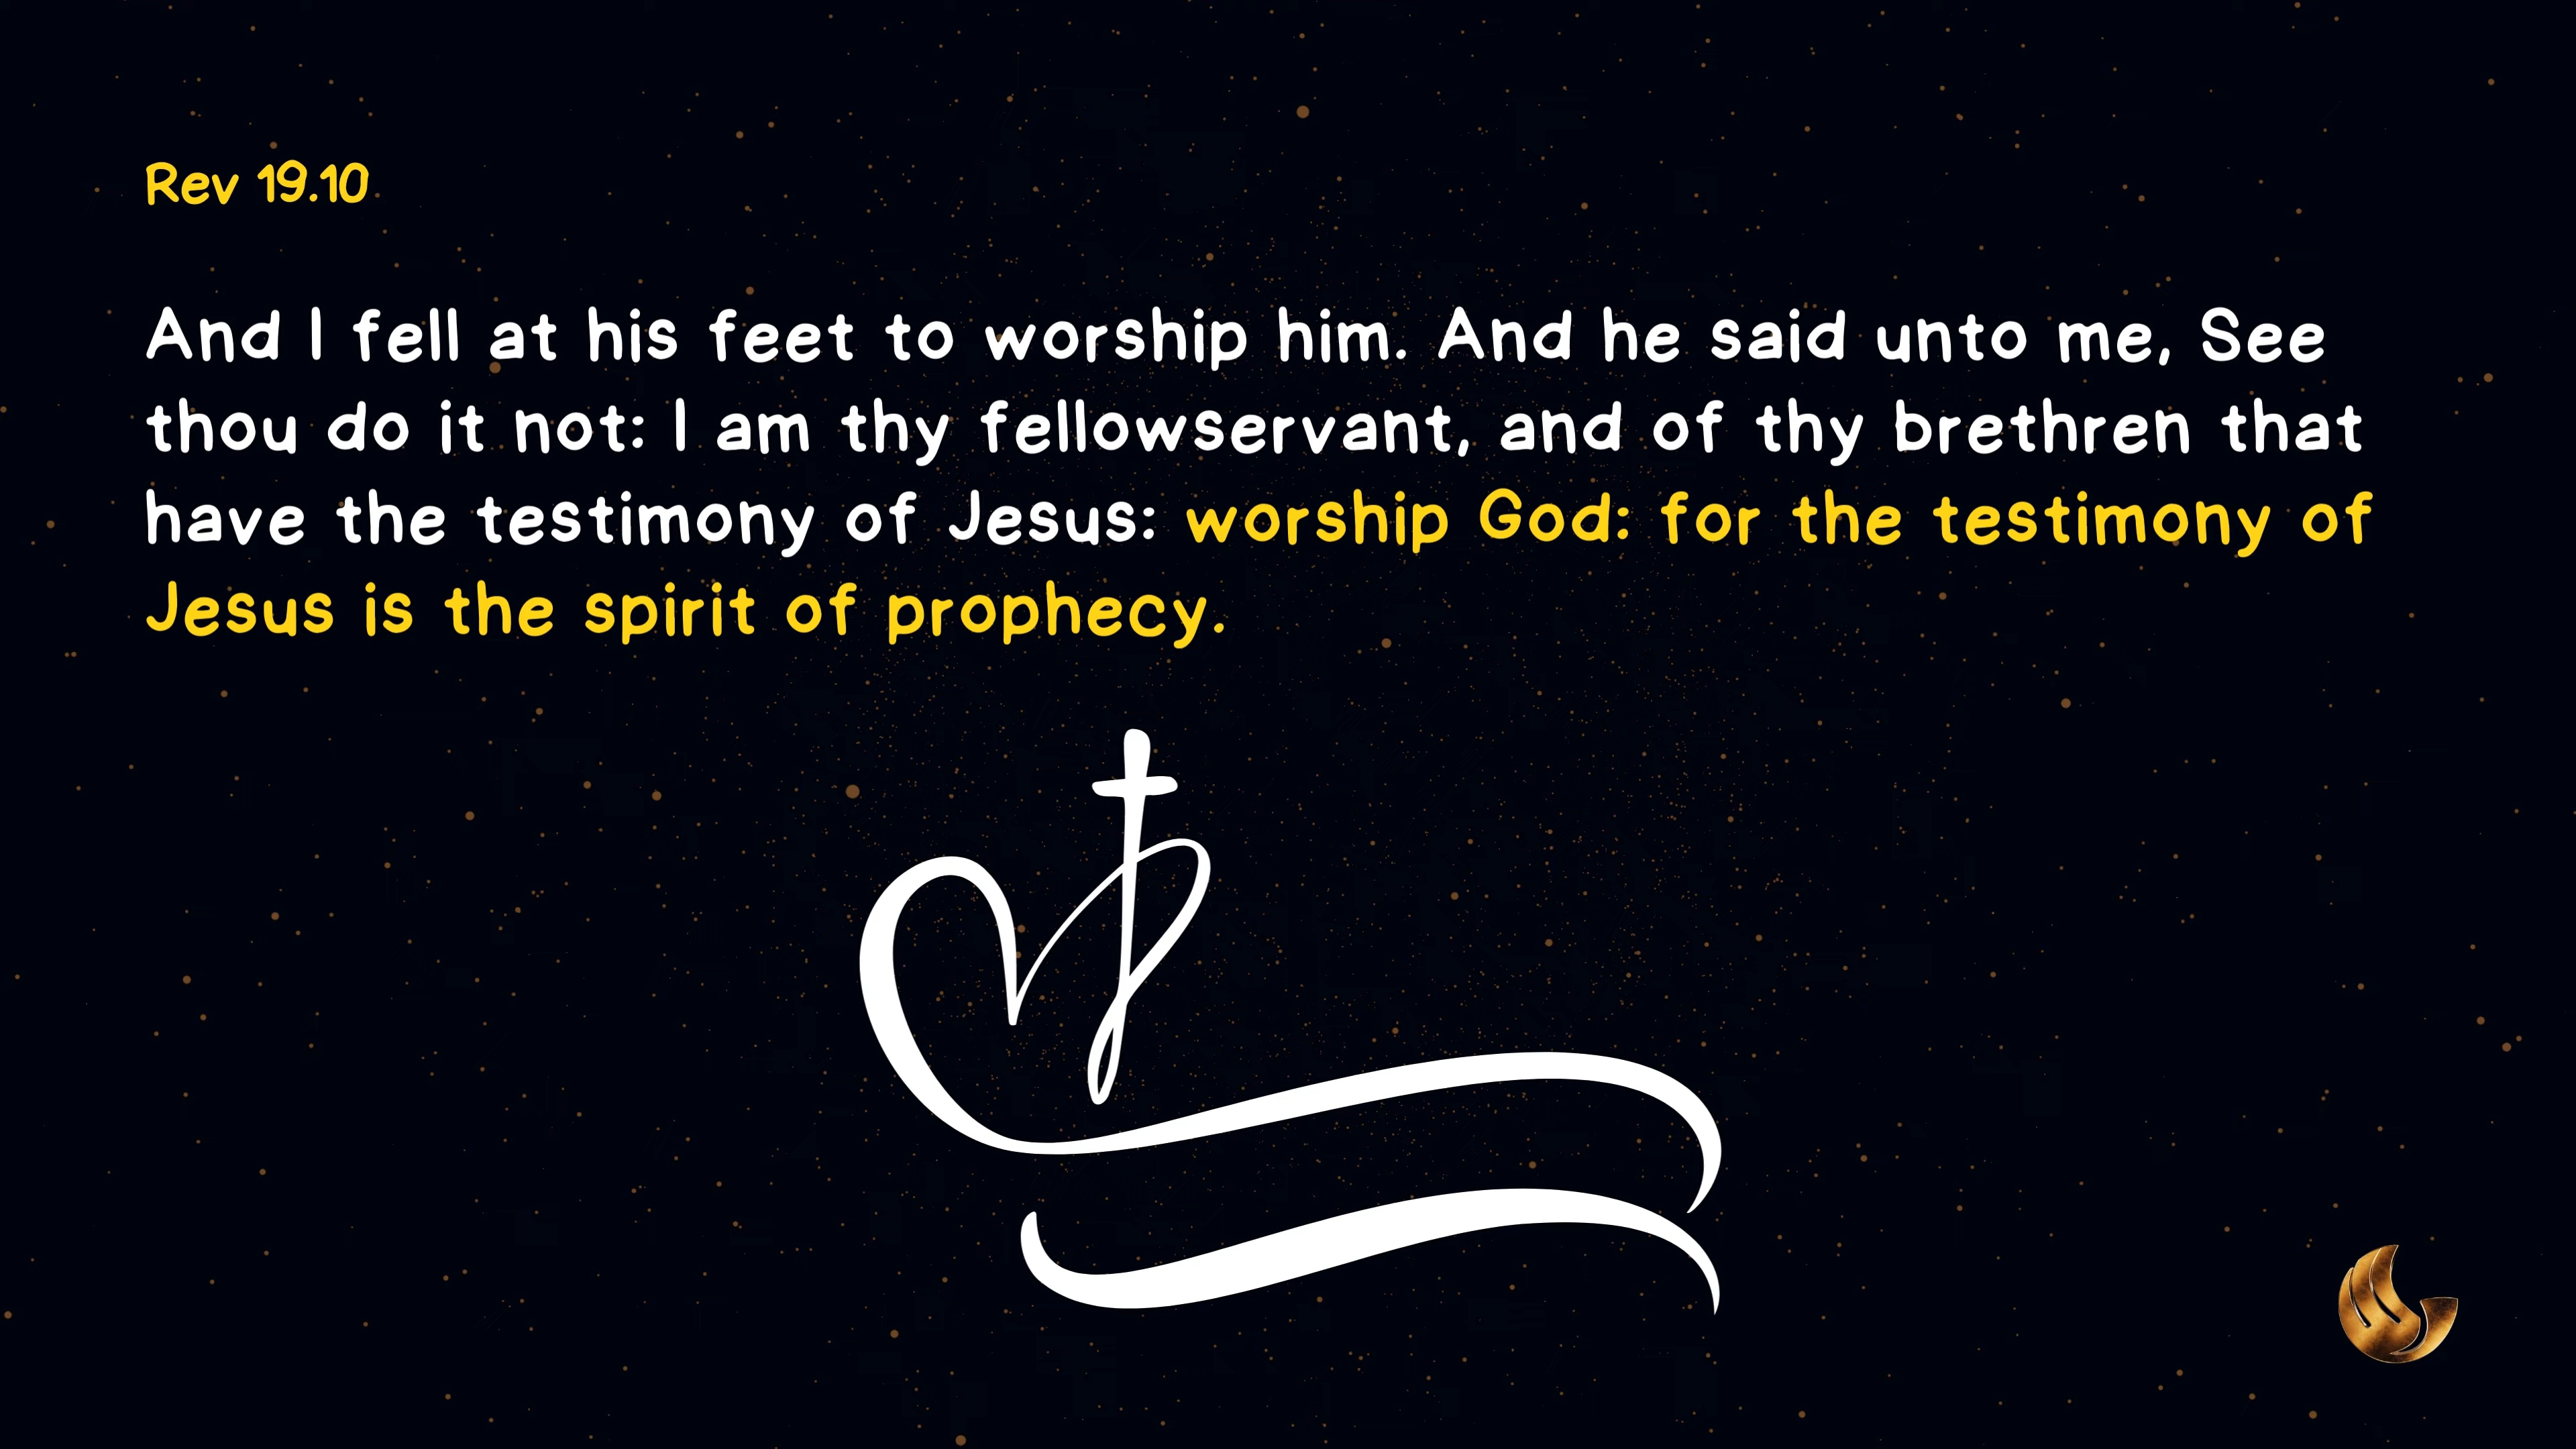 Rev 19.10
And I fell at his feet to worship him. And he said unto me, See
thou do it not: I am thy fellowservant, and of thy brethren that
have the testimony of Jesus: worship God: for the testimony of
Jesus is the spirit of prophecy.